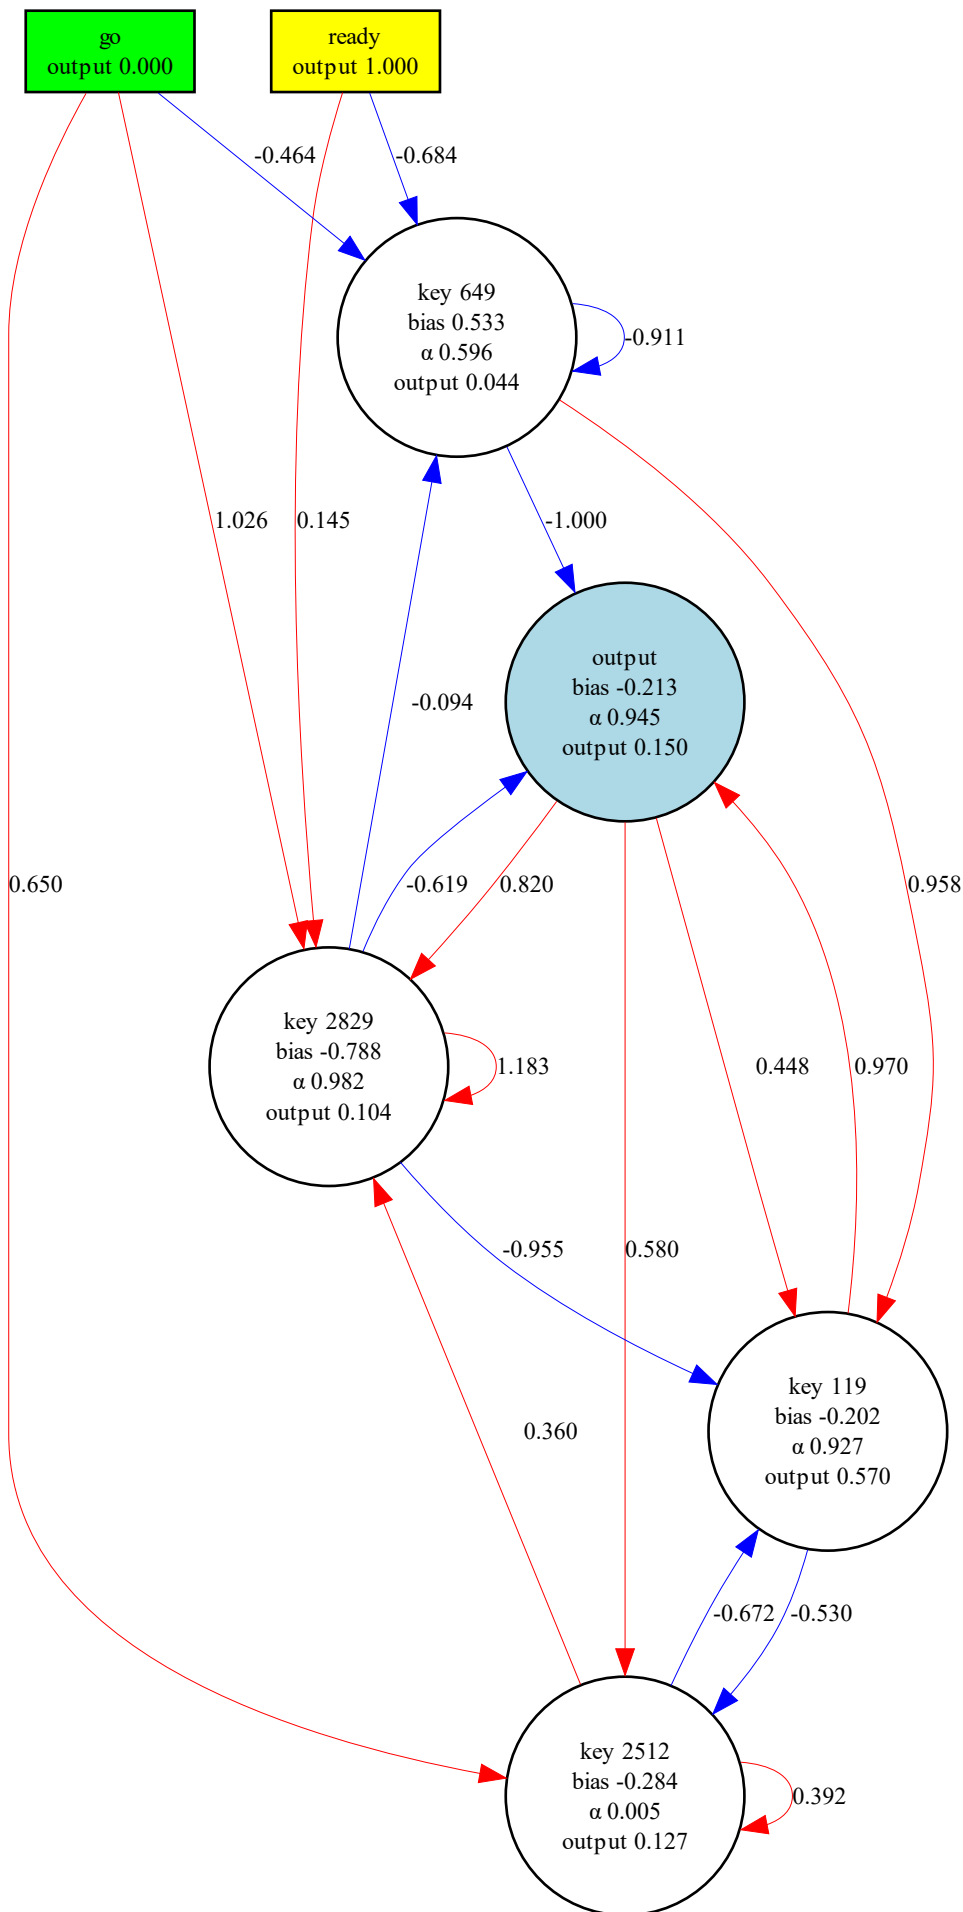 go
output 0.000
ready
output 1.000
-0.464
-0.684
key 649
bias 0.533
α 0.596
output 0.044
-0.911
1.026
0.145
-1.000
output
bias -0.213
α 0.945
output 0.150
-0.094
0.650
-0.619
0.820
0.958
key 2829
bias -0.788
α 0.982
output 0.104
1.183
0.448
0.970
-0.955
0.580
key 119
bias -0.202
α 0.927
output 0.570
0.360
-0.672
-0.530
key 2512
bias -0.284
α 0.005
output 0.127
0.392